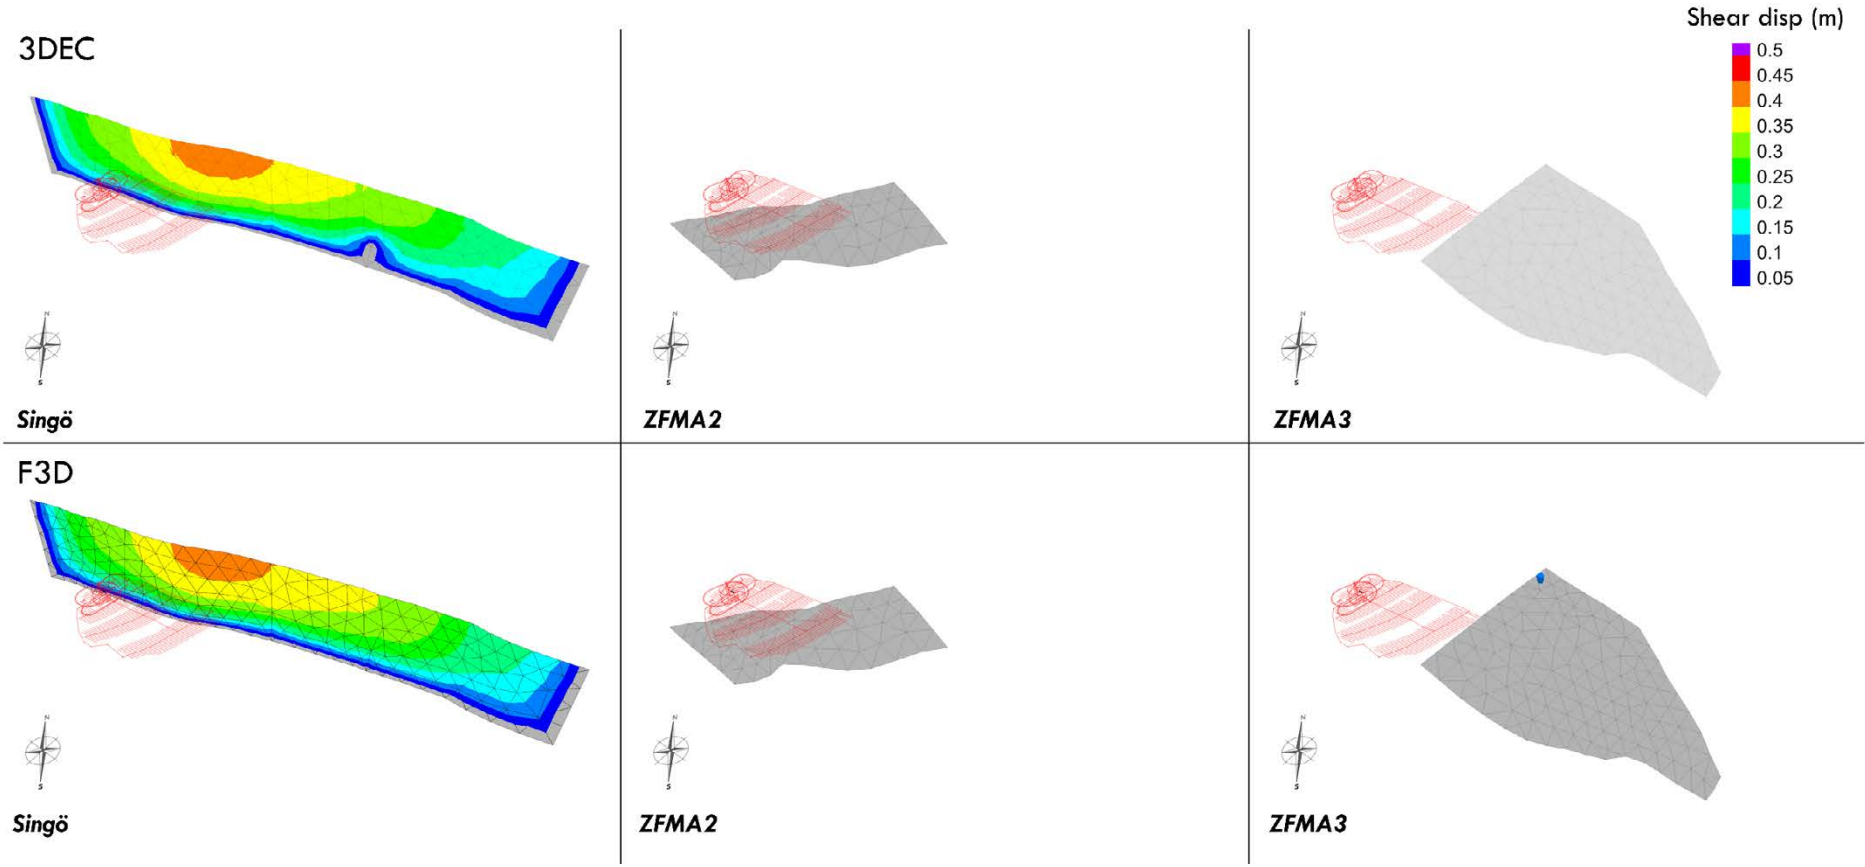 Shear disp (m)
3DEC
0.5
0.45
0.4
0.35
0.3
0.25
0.2
0.15
0.1
0.05
N
S
N
S
N
S
Singö
ZFMA2
ZFMA3
F3D
N
S
N
S
N
S
Singö
ZFMA2
ZFMA3